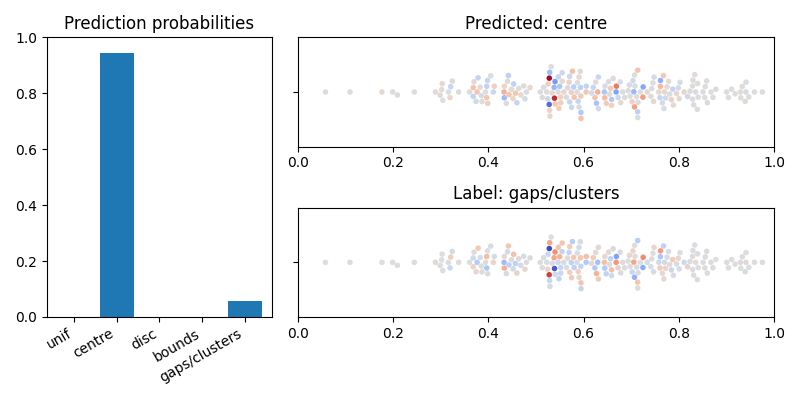 Prediction probabilities
1.0
0.8
0.6
0.4
0.2
0.0
unif
centre
disc
bounds
gaps/clusters
Predicted: centre
0.0 0.2 0.4 0.6 0.8 1.0
Label: gaps/clusters
0.0 0.2 0.4 0.6 0.8 1.0